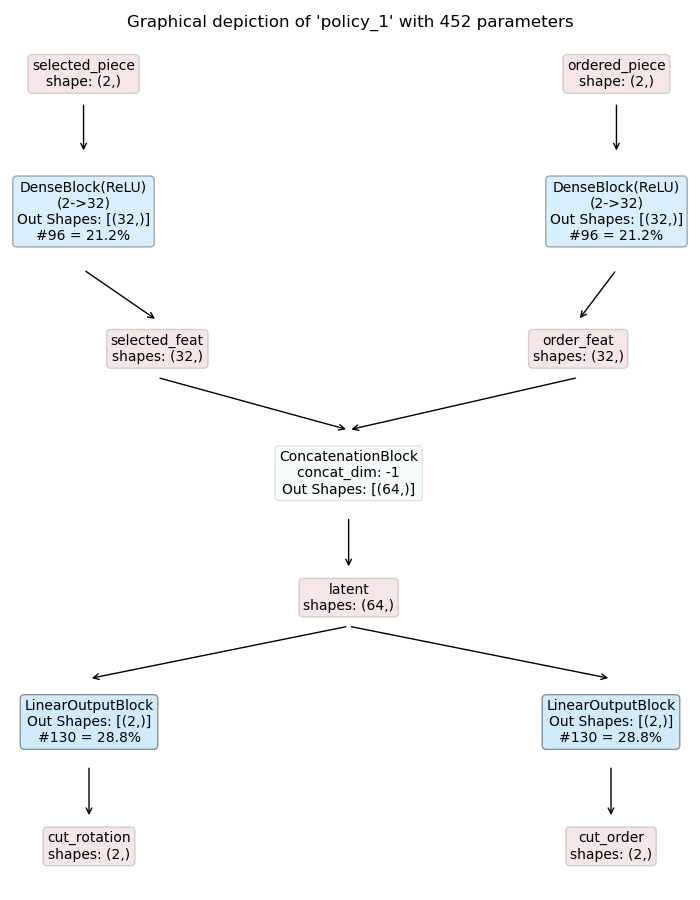 Graphical depiction of 'policy_1' with 452 parameters
selected_piece
shape: (2,)
ordered_piece
shape: (2,)
DenseBlock(ReLU)
(2->32)
Out Shapes: [(32,)]
#96 = 21.2%
DenseBlock(ReLU)
(2->32)
Out Shapes: [(32,)]
#96 = 21.2%
selected_feat
shapes: (32,)
order_feat
shapes: (32,)
ConcatenationBlock
concat_dim: -1
Out Shapes: [(64,)]
latent
shapes: (64,)
LinearOutputBlock
Out Shapes: [(2,)]
#130 = 28.8%
LinearOutputBlock
Out Shapes: [(2,)]
#130 = 28.8%
cut_rotation
shapes: (2,)
cut_order
shapes: (2,)